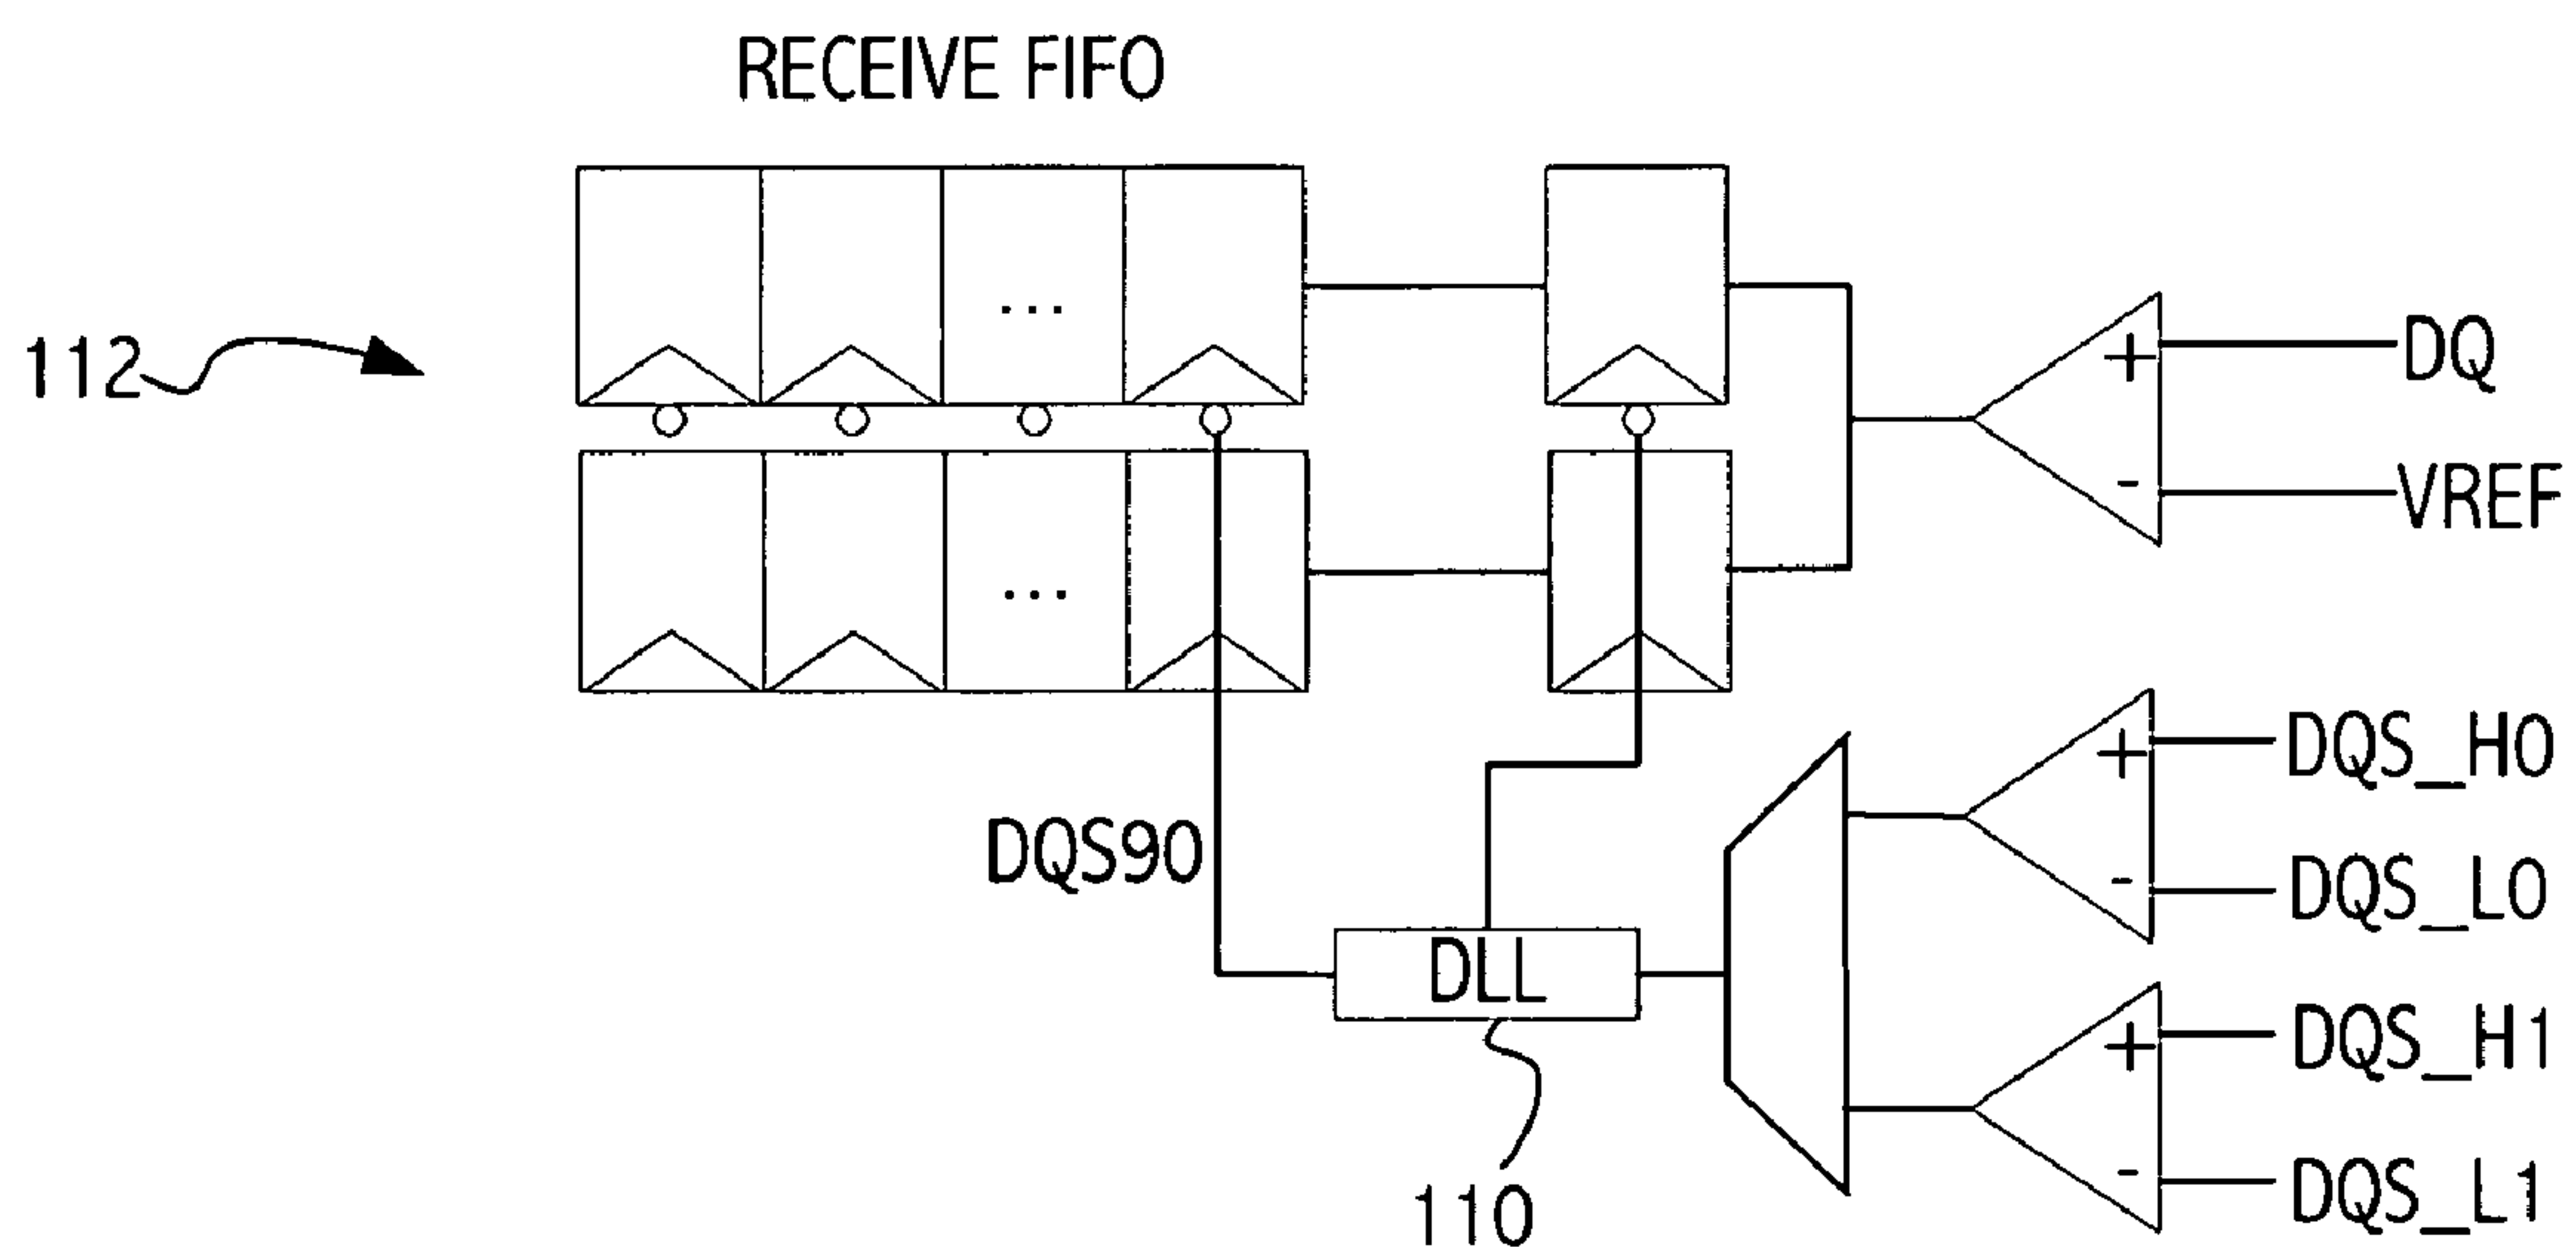 RECEIVE FIFO
112
...
...
+
DQ
-
VREF
DQS90
DLL
110
+
DQS_H0
-
DQS_L0
+
DQS_H1
-
DQS_L1